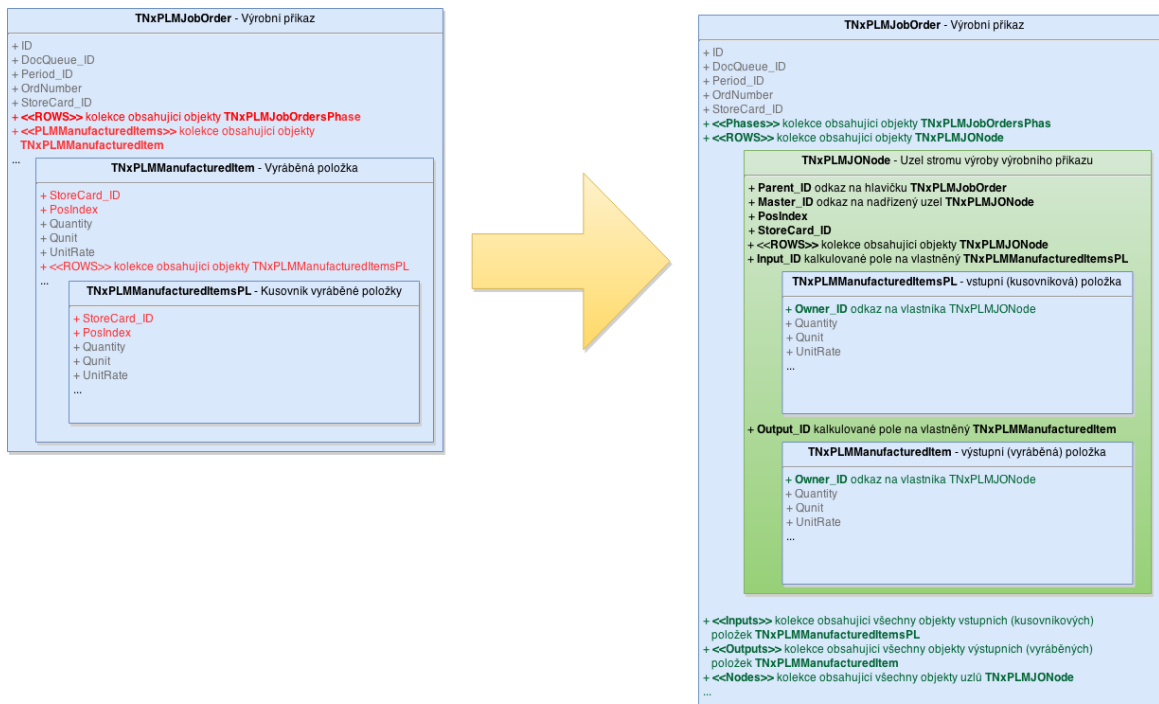 TNxPLMJobOrder - Výrobní příkaz
+ ID
+ DocQueue_ID
+ Period_ID
+ OrdNumber
+ StoreCard_ID
+ <<ROWS>> kolekce obsahující objekty TNxPLMJobOrdersPhase
+ <<PLMManufacturedItems>> kolekce obsahující objekty
TNxPLMManufacturedItem
...
TNxPLMManufacturedItem - Vyráběná položka
+ StoreCard_ID
+ PosIndex
+ Quantity
+ Qunit
+ UnitRate
+ <<ROWS>> kolekce obsahující objekty TNxPLMManufacturedItemsPL
...
TNxPLMManufacturedItemsPL - Kusovník vyráběné položky
+ StoreCard_ID
+ PosIndex
+ Quantity
+ Qunit
+ UnitRate
...
TNxPLMJobOrder - Výrobní příkaz
+ ID
+ DocQueue_ID
+ Period_ID
+ OrdNumber
+ StoreCard_ID
+ <<Phases>> kolekce obsahující objekty TNxPLMJobOrdersPhas
+ <<ROWS>> kolekce obsahující objekty TNxPLMJONode
TNxPLMJONode - Uzel stromu výroby výrobního příkazu
+ Parent_ID odkaz na hlavičku TNxPLMJobOrder
+ Master_ID odkaz na nadřízený uzel TNxPLMJONode
+ PosIndex
+ StoreCard_ID
+ <<ROWS>> kolekce obsahující objekty TNxPLMJONode
+ Input_ID kalkulované pole na vlastněný TNxPLMManufacturedItemsPL
TNxPLMManufacturedItemsPL - vstupní (kusovníková) položka
+ Owner_ID odkaz na vlastníka TNxPLMJONode
+ Quantity
+ Qunit
+ UnitRate
...
+ Output_ID kalkulované pole na vlastněný TNxPLMManufacturedItem
TNxPLMManufacturedItem - výstupní (vyráběná) položka
+ Owner_ID odkaz na vlastníka TNxPLMJONode
+ Quantity
+ Qunit
+ UnitRate
...
+ <<Inputs>> kolekce obsahující všechny objekty vstupních (kusovníkových)
položek TNxPLMManufacturedItemsPL
+ <<Outputs>> kolekce obsahující všechny objekty výstupních (vyráběných)
položek TNxPLMManufacturedItem
+ <<Nodes>> kolekce obsahující všechny objekty uzlů TNxPLMJONode
...